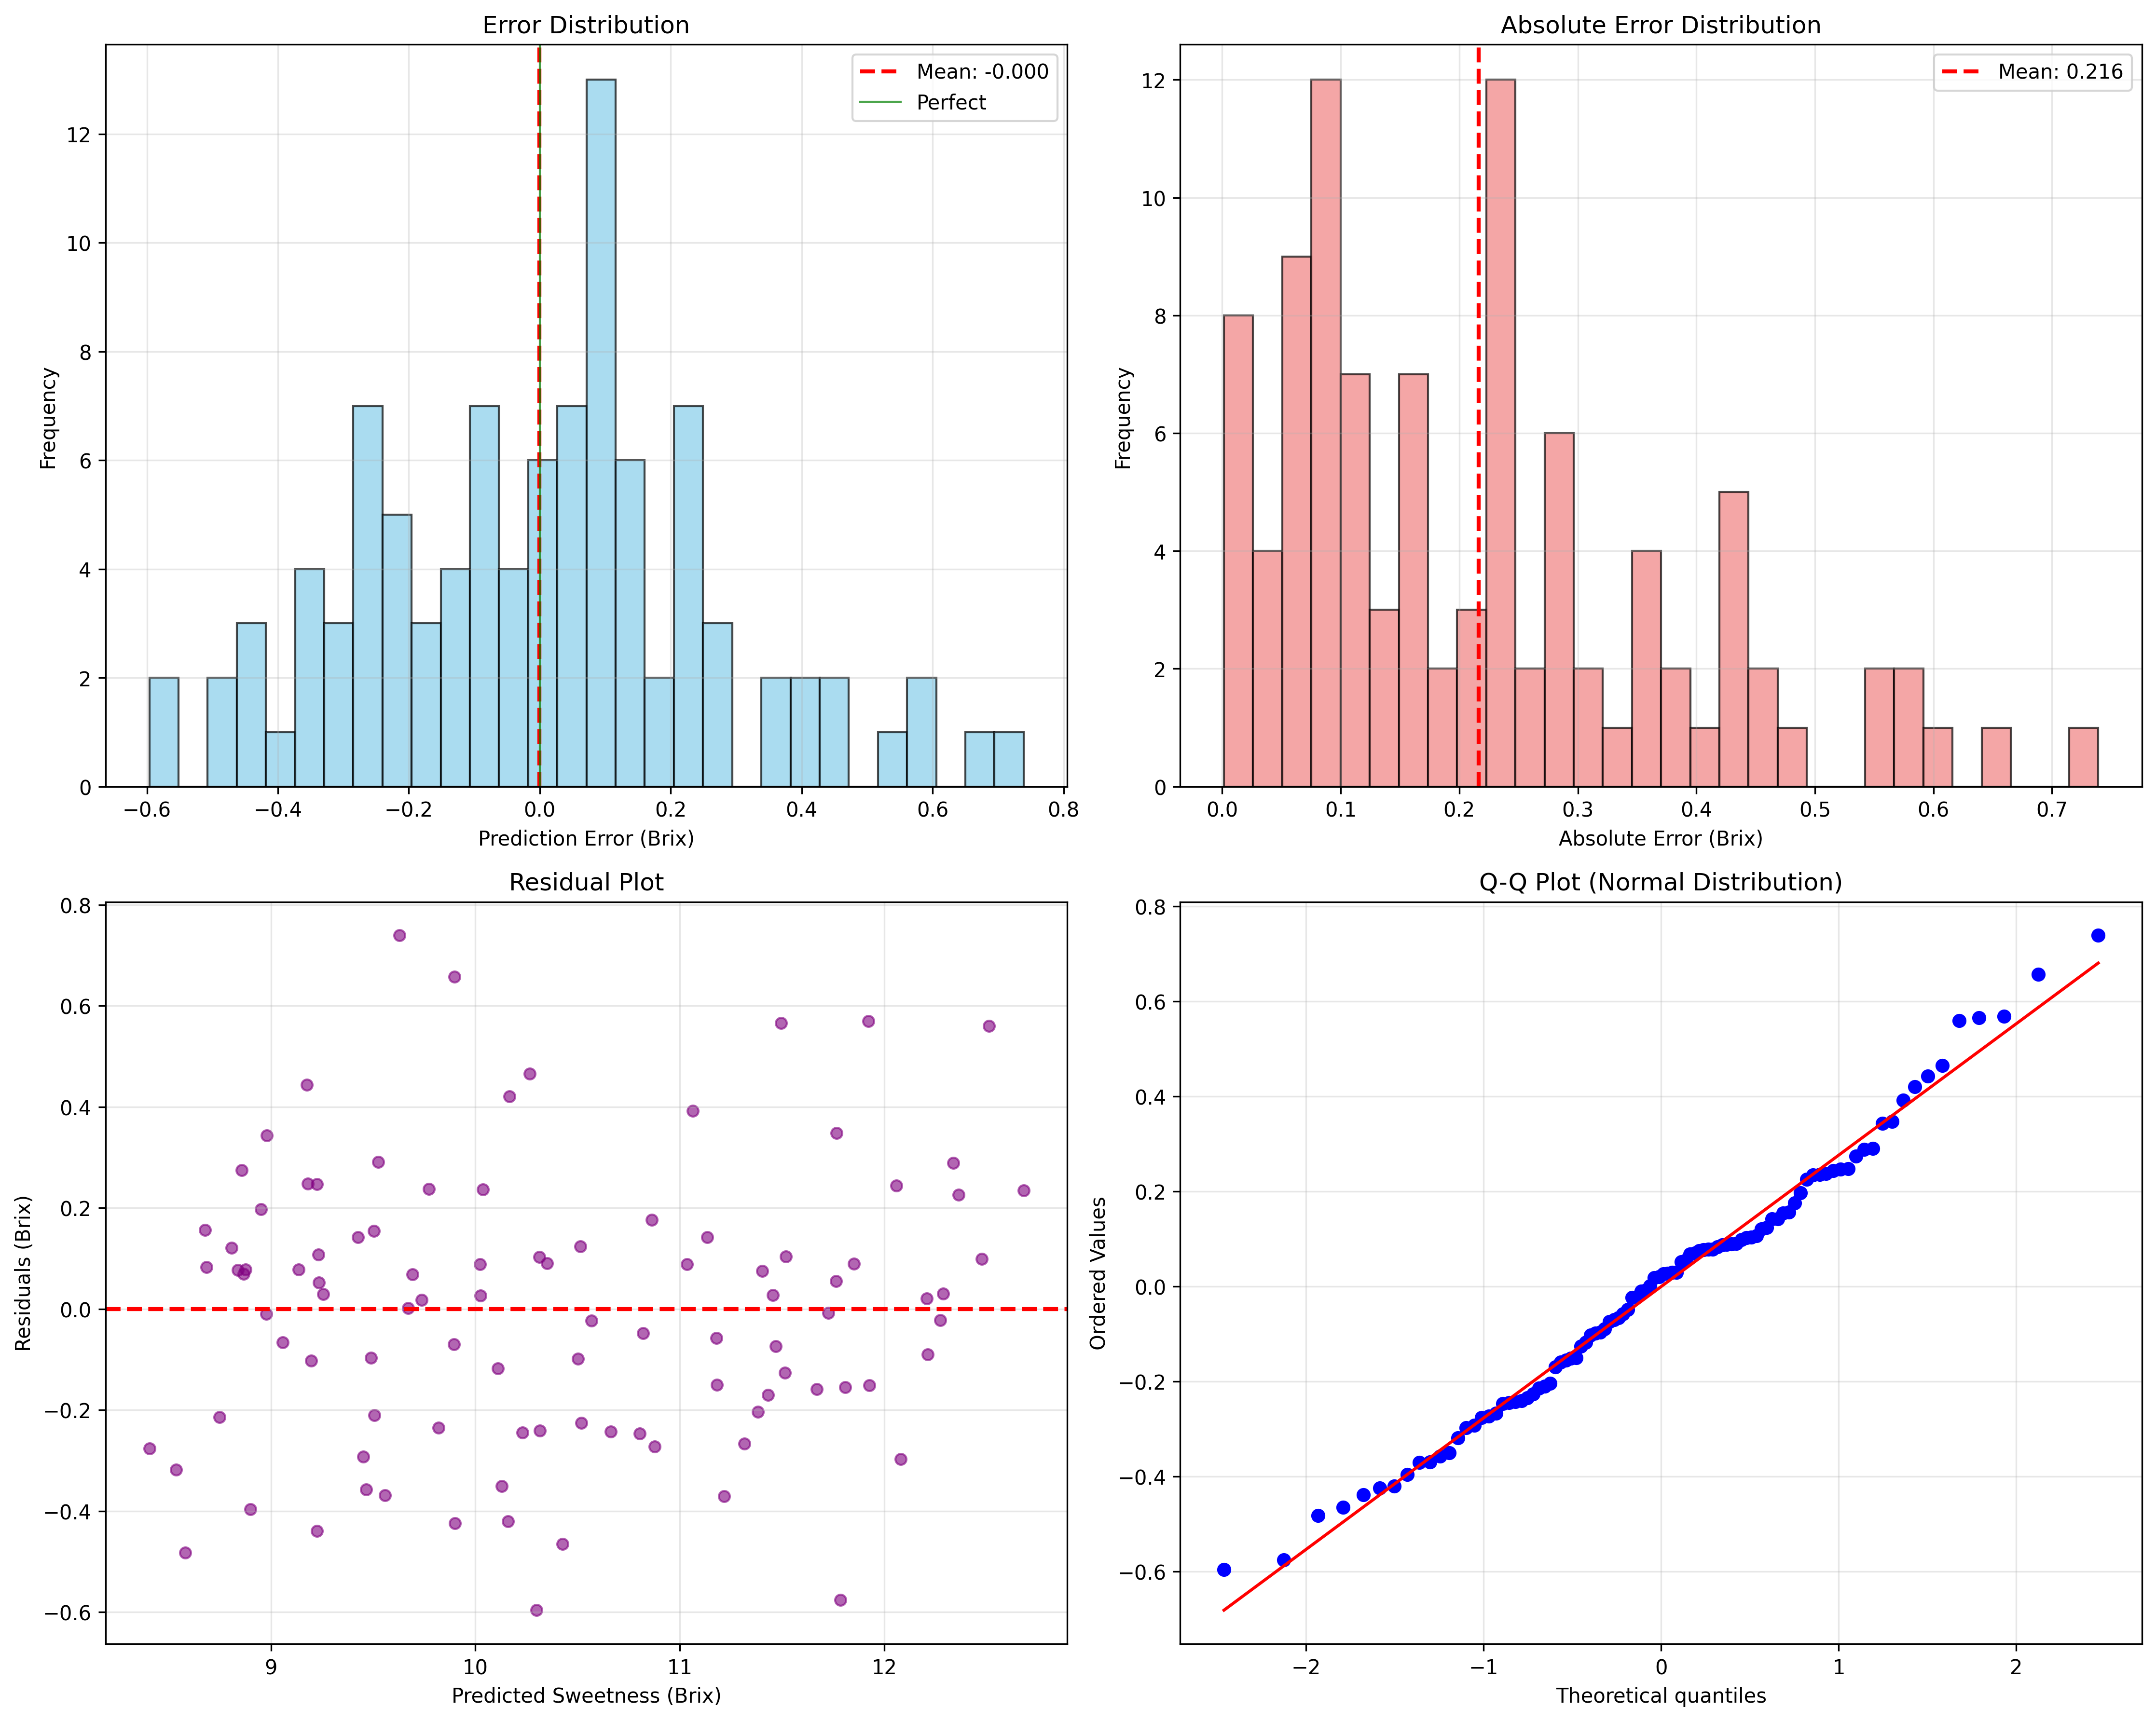 Error Distribution
Mean: -0.000
Perfect
Frequency
12
10
8
6
4
2
0
−0.6 −0.4 −0.2 0.0 0.2 0.4 0.6 0.8
Prediction Error (Brix)
Absolute Error Distribution
Mean: 0.216
Frequency
12
10
8
6
4
2
0
0.0 0.1 0.2 0.3 0.4 0.5 0.6 0.7
Absolute Error (Brix)
Residual Plot
Residuals (Brix)
0.8
0.6
0.4
0.2
0.0
−0.2
−0.4
−0.6
9 10 11 12
Predicted Sweetness (Brix)
Q-Q Plot (Normal Distribution)
Ordered Values
0.8
0.6
0.4
0.2
0.0
−0.2
−0.4
−0.6
−2 −1 0 1 2
Theoretical quantiles